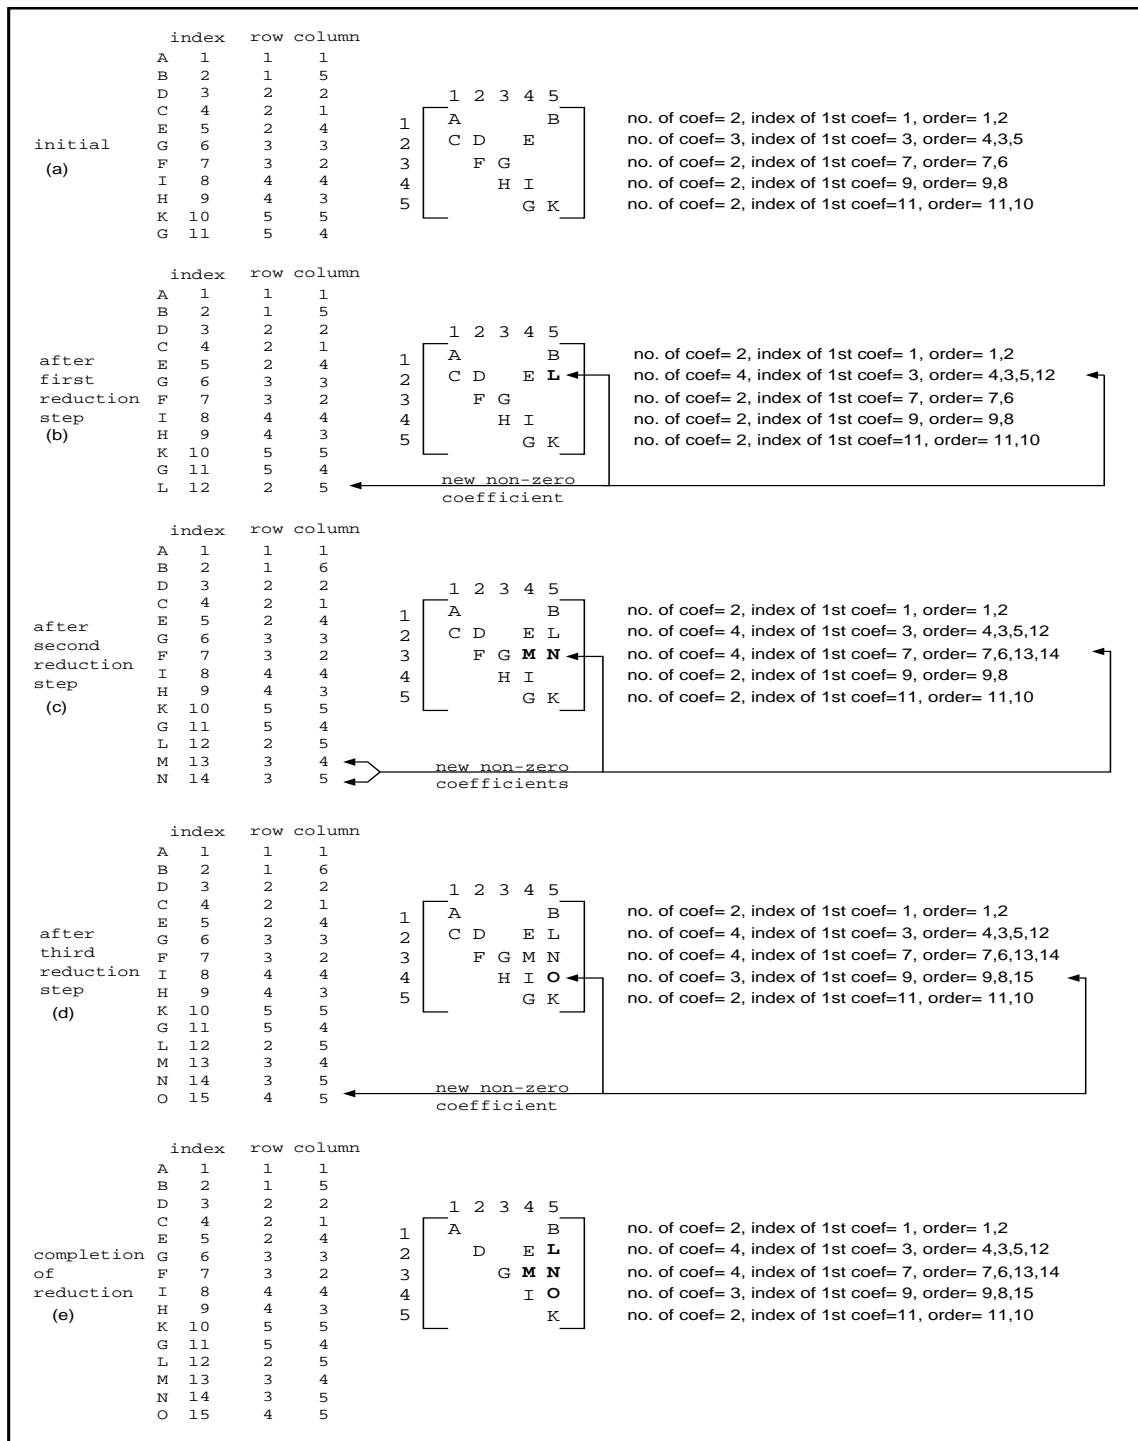 index row column
A 1 1 1
B 2 1 5
D 3 2 2
C 4 2 1
E 5 2 4
G 6 3 3
F 7 3 2
I 8 4 4
H 9 4 3
K 10 5 5
G 11 5 4
initial
(a)
1 2 3 4 5
1 A B
2 C D E
3 F G
4 H I
5 G K
no. of coef= 2, index of 1st coef= 1, order= 1,2
no. of coef= 3, index of 1st coef= 4, order= 4,3,5
no. of coef= 2, index of 1st coef= 7, order= 7,6
no. of coef= 2, index of 1st coef= 9, order= 9,8
no. of coef= 2, index of 1st coef=11, order= 11,10
index row column
A 1 1 1
B 2 1 5
D 3 2 2
C 4 2 1
E 5 2 4
G 6 3 3
F 7 3 2
I 8 4 4
H 9 4 3
K 10 5 5
G 11 5 4
L 12 2 5
after
first
reduction
step
(b)
1 2 3 4 5
1 A B
2 C D E L
3 F G
4 H I
5 G K
no. of coef= 2, index of 1st coef= 1, order= 1,2
no. of coef= 4, index of 1st coef= 3, order= 4,3,5,12
no. of coef= 2, index of 1st coef= 7, order= 7,6
no. of coef= 2, index of 1st coef= 9, order= 9,8
no. of coef= 2, index of 1st coef=11, order= 11,10
new non-zero
coefficient
index row column
A 1 1 1
B 2 1 6
D 3 2 2
C 4 2 1
E 5 2 4
G 6 3 3
F 7 3 2
I 8 4 4
H 9 4 3
K 10 5 5
G 11 5 4
L 12 2 5
M 13 3 4
N 14 3 5
after
second
reduction
step
(c)
1 2 3 4 5
1 A B
2 C D E L
3 F G M N
4 H I
5 G K
no. of coef= 2, index of 1st coef= 1, order= 1,2
no. of coef= 4, index of 1st coef= 3, order= 4,3,5,12
no. of coef= 4, index of 1st coef= 7, order= 7,6,13,14
no. of coef= 2, index of 1st coef= 9, order= 9,8
no. of coef= 2, index of 1st coef=11, order= 11,10
new non-zero
coefficients
index row column
A 1 1 1
B 2 1 6
D 3 2 2
C 4 2 1
E 5 2 4
G 6 3 3
F 7 3 2
I 8 4 4
H 9 4 3
K 10 5 5
G 11 5 4
L 12 2 5
M 13 3 4
N 14 3 5
O 15 4 5
after
third
reduction
step
(d)
1 2 3 4 5
1 A B
2 C D E L
3 F G M N
4 H I O
5 G K
no. of coef= 2, index of 1st coef= 1, order= 1,2
no. of coef= 4, index of 1st coef= 3, order= 4,3,5,12
no. of coef= 4, index of 1st coef= 7, order= 7,6,13,14
no. of coef= 3, index of 1st coef= 9, order= 9,8,15
no. of coef= 2, index of 1st coef=11, order= 11,10
new non-zero
coefficient
index row column
A 1 1 1
B 2 1 5
D 3 2 2
C 4 2 1
E 5 2 4
G 6 3 3
F 7 3 2
I 8 4 4
H 9 4 3
K 10 5 5
G 11 5 4
L 12 2 5
M 13 3 4
N 14 3 5
O 15 4 5
completion
of
reduction
(e)
1 2 3 4 5
1 A B
2 D E L
3 G M N
4 I O
5 K
no. of coef= 2, index of 1st coef= 1, order= 1,2
no. of coef= 4, index of 1st coef= 3, order= 4,3,5,12
no. of coef= 4, index of 1st coef= 7, order= 7,6,13,14
no. of coef= 3, index of 1st coef= 9, order= 9,8,15
no. of coef= 2, index of 1st coef=11, order= 11,10